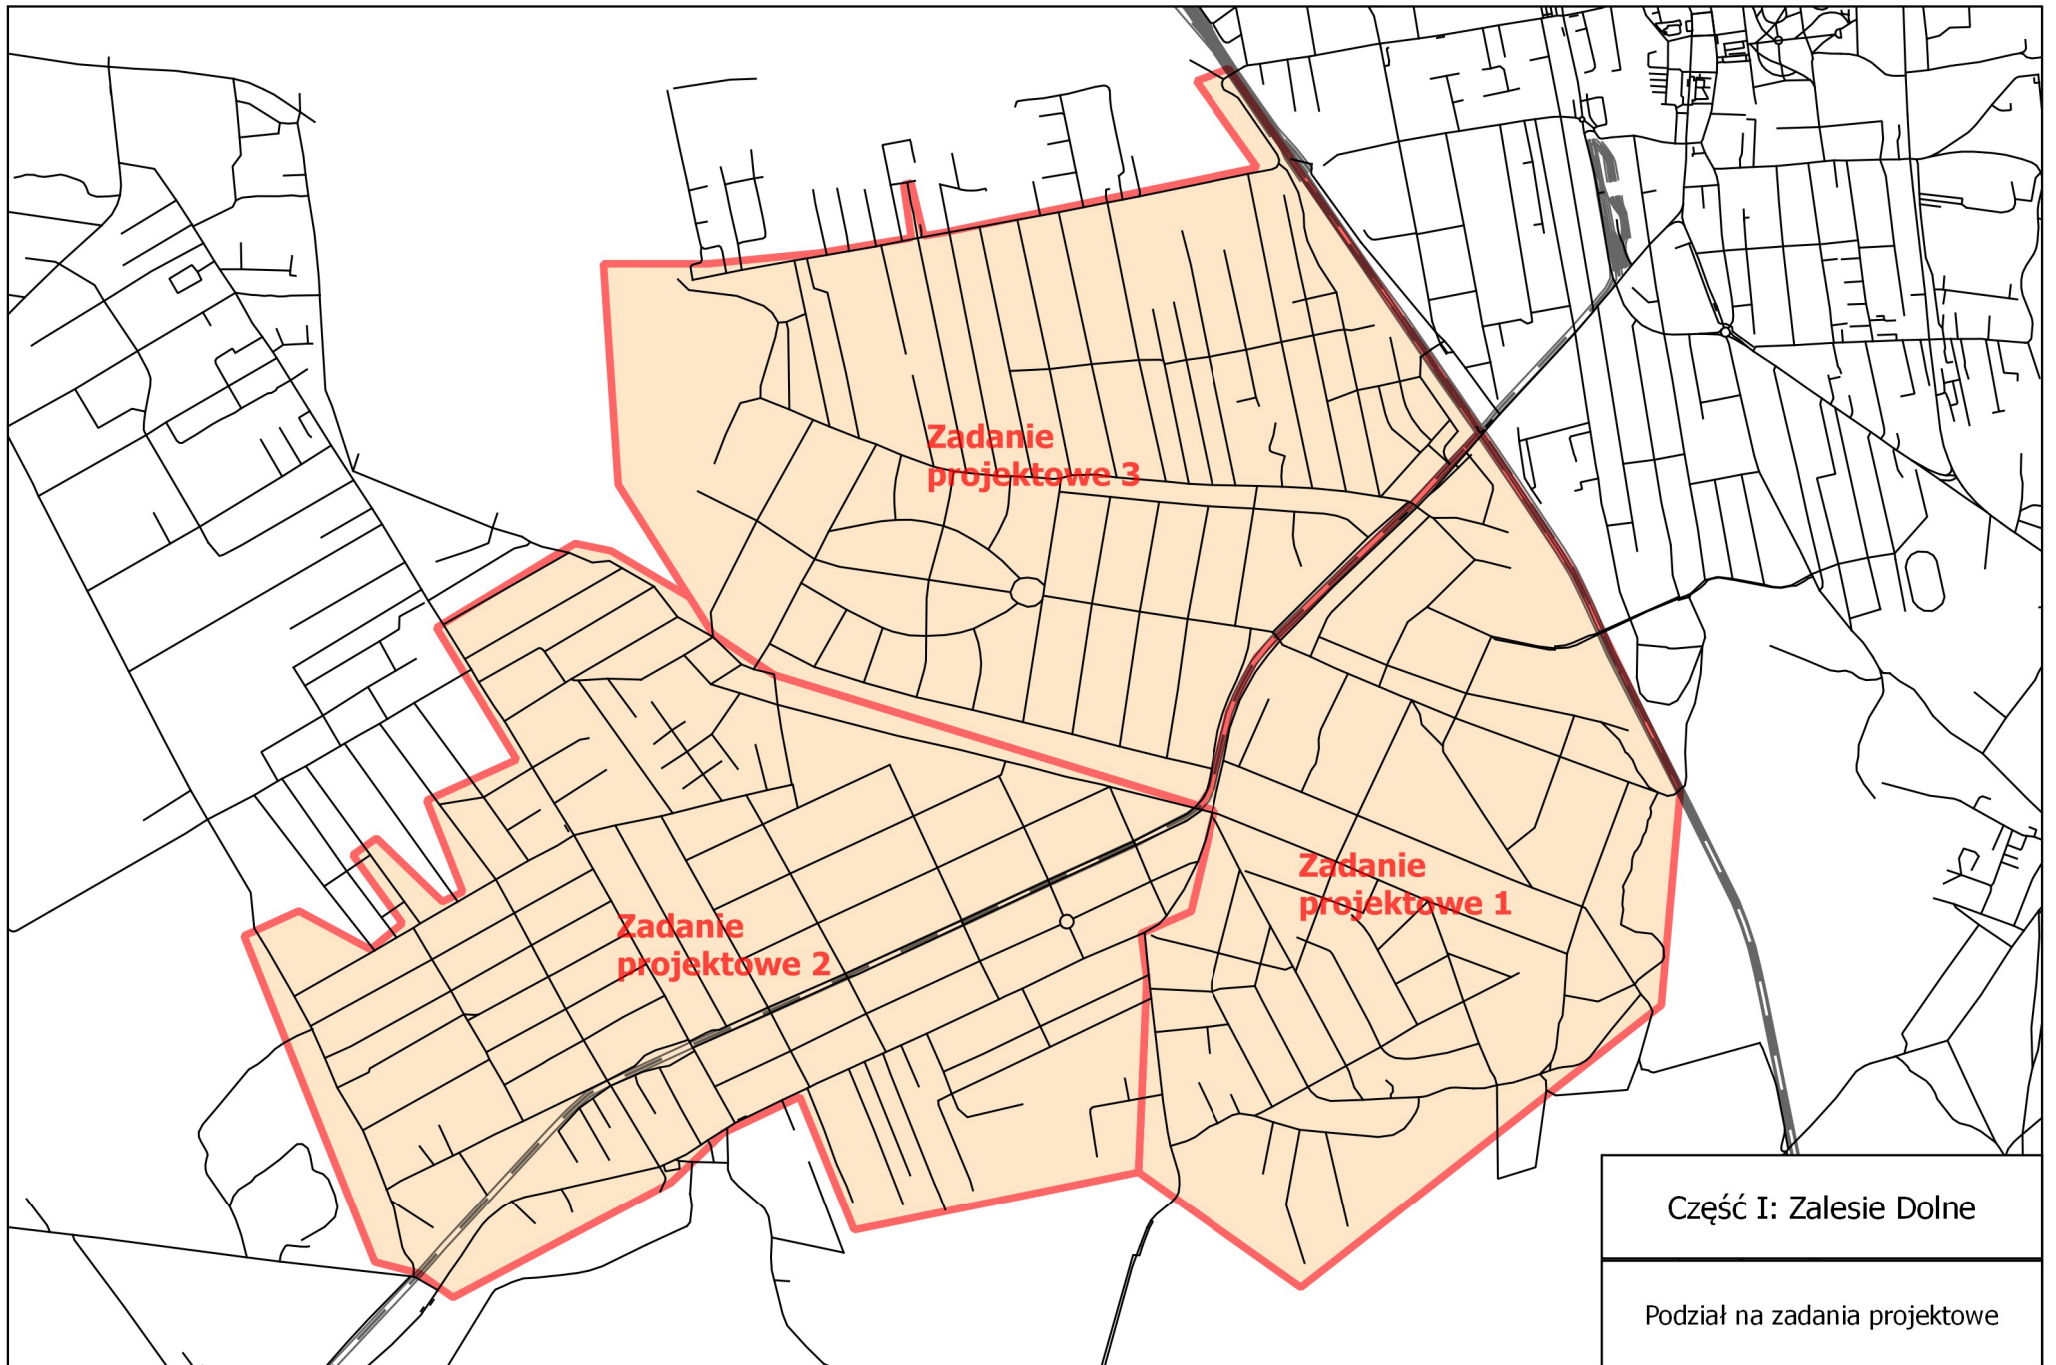 Zadanie
projektowe 3
Zadanie
projektowe 1
Zadanie
projektowe 2
Część I: Zalesie Dolne
Podział na zadania projektowe